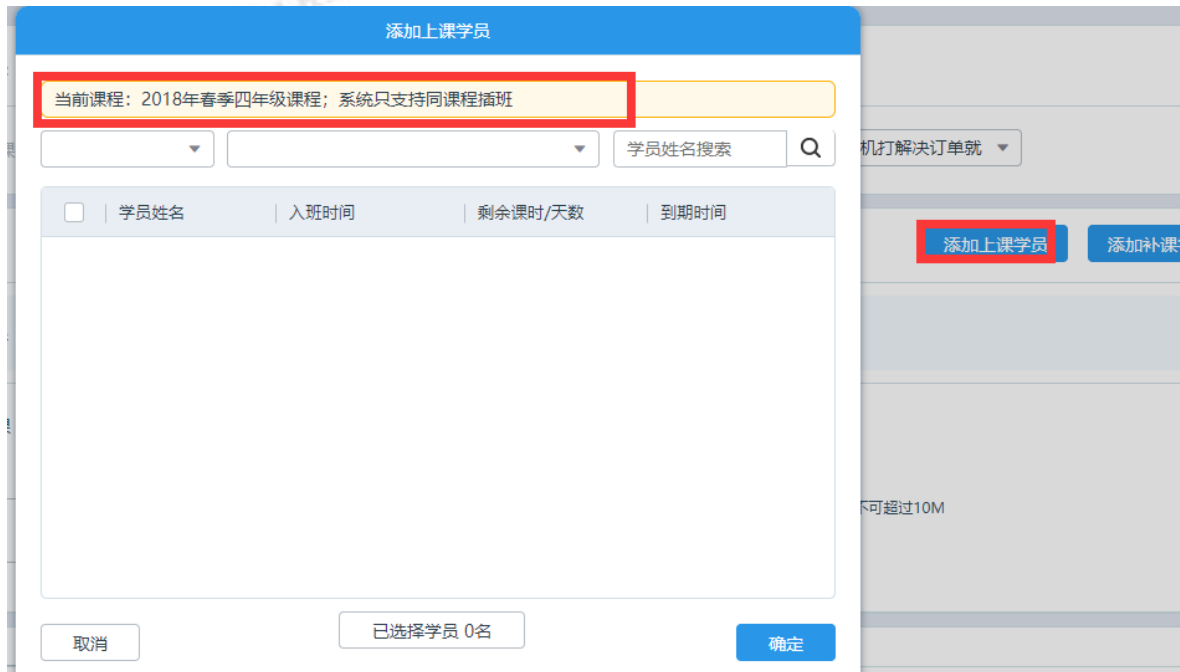 添加上课学员
当前课程：2018年春季四年级课程；系统只支持同课程插班
学员姓名搜索
机打解决订单就
学员姓名
入班时间
剩余课时/天数
到期时间
添加上课学员
添加补课
不可超过10M
取消
已选择学员 0名
确定